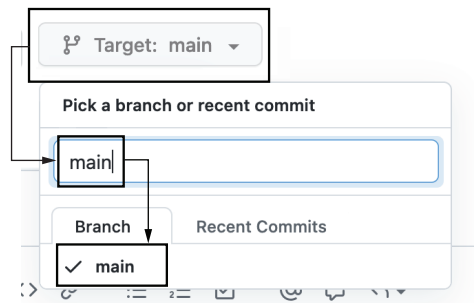 Target: main
Pick a branch or recent commit
main
Branch Recent Commits
main